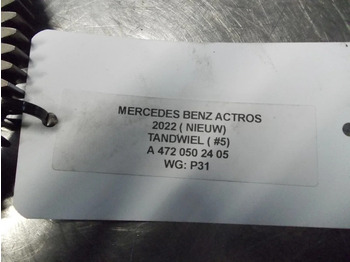 MERCEDES BENZ ACTROS
2022 ( NIEUW)
TANDWIEL ( #5)
A 472 050 24 05
WG: P31